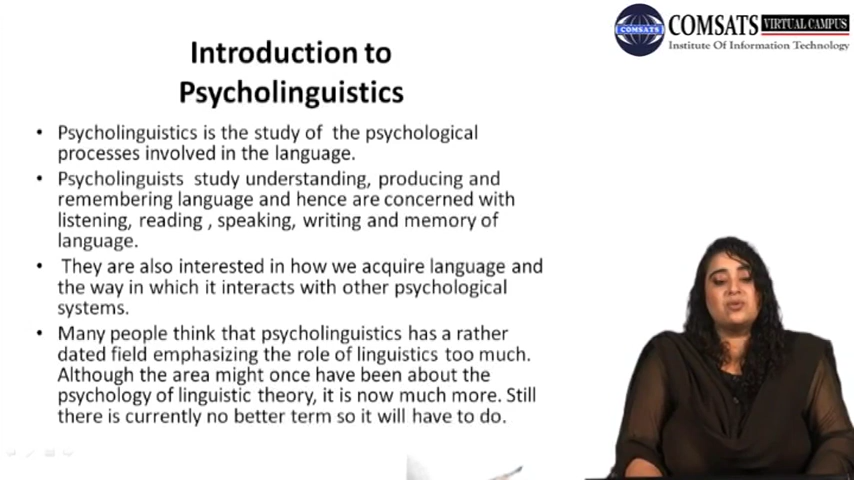 COMSATS VIRTUAL CAMPUS
COMSATS
Institute Of Information Technology
Introduction to
Psycholinguistics
• Psycholinguistics is the study of the psychological
processes involved in the language.
• Psycholinguists study understanding, producing and
remembering language and hence are concerned with
listening, reading , speaking, writing and memory of
language.
• They are also interested in how we acquire language and
the way in which it interacts with other psychological
systems.
• Many people think that psycholinguistics has a rather
dated field emphasizing the role of linguistics too much.
Although the area might once have been about the
psychology of linguistic theory, it is now much more. Still
there is currently no better term so it will have to do.